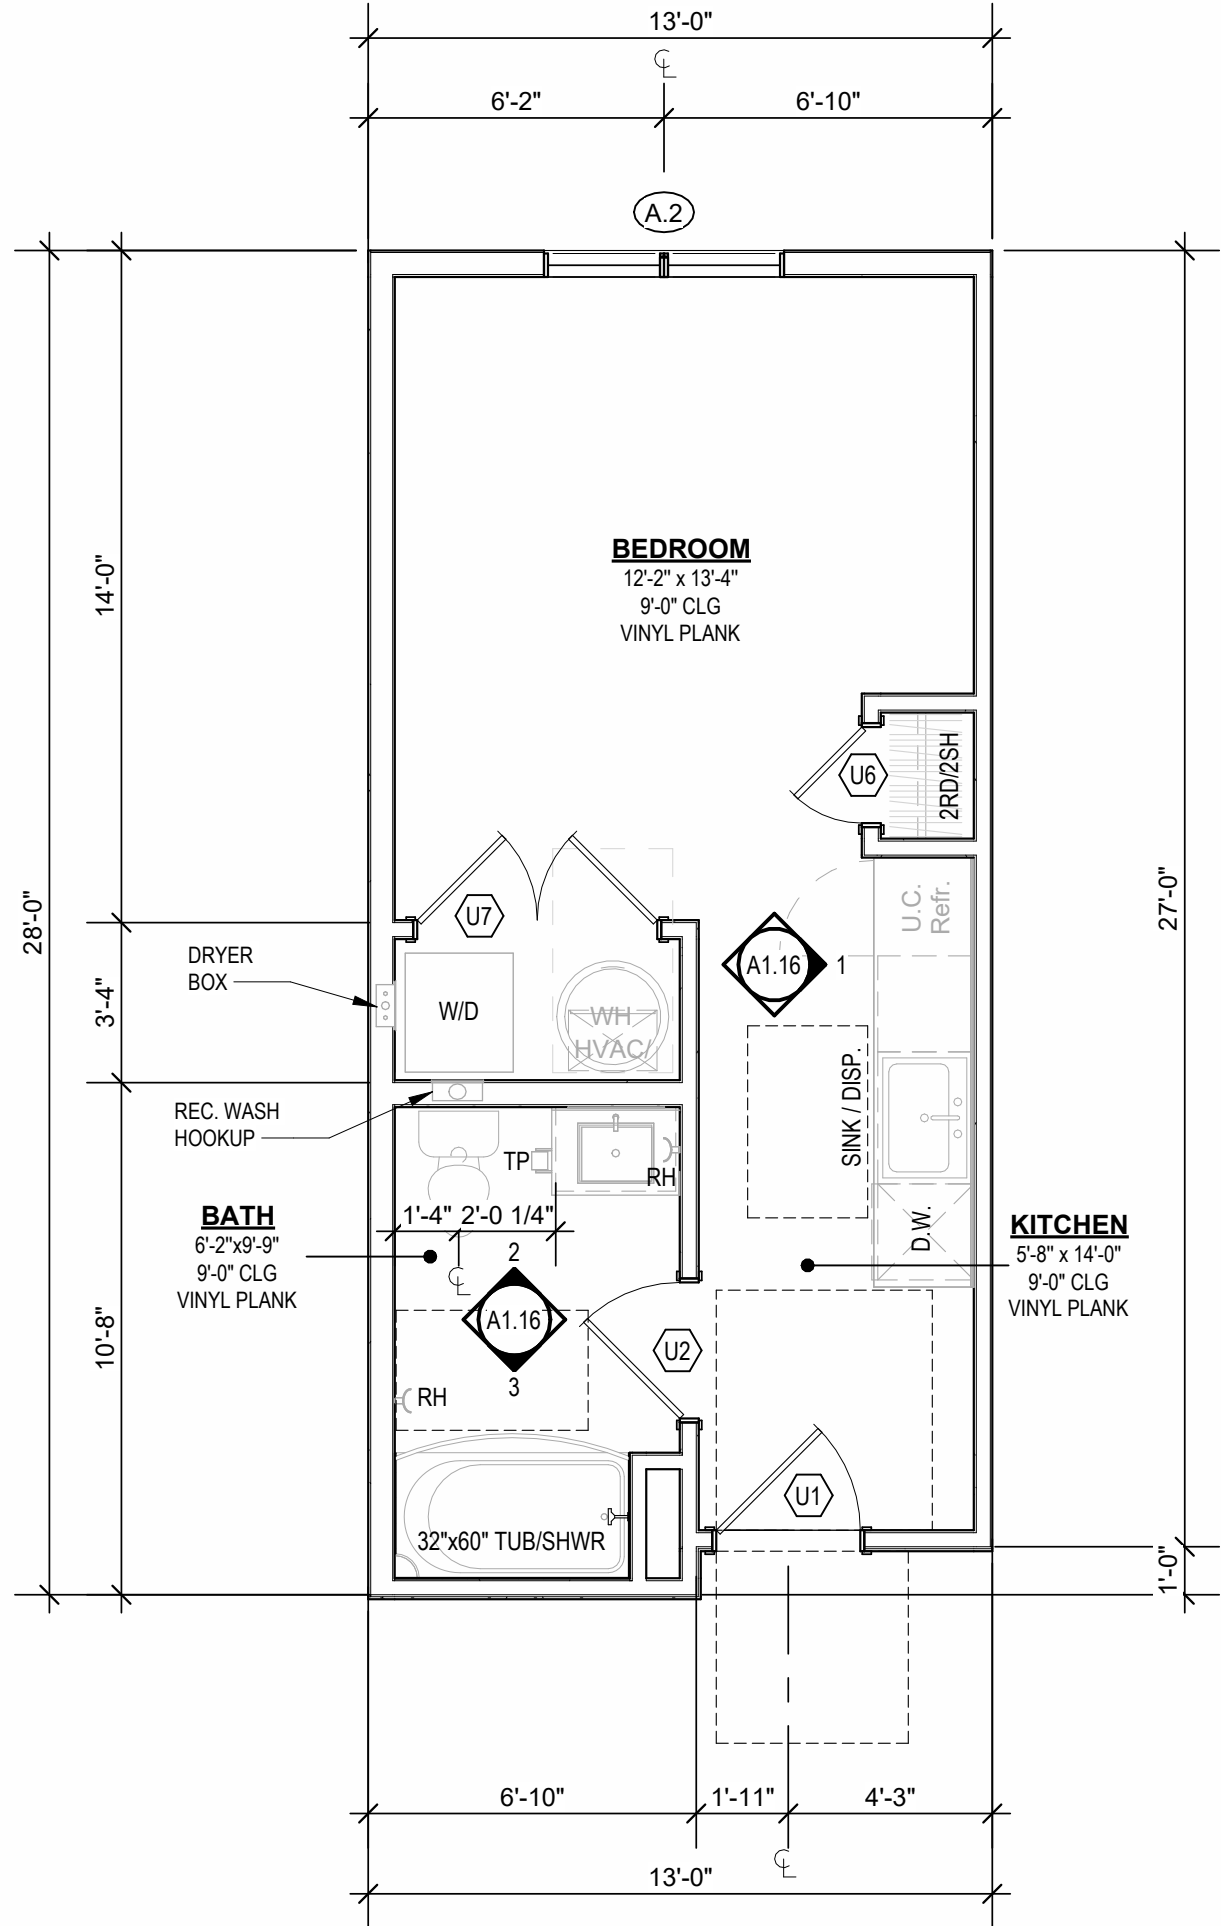 13'-0"
℄
6'-2"
6'-10"
A.2
BEDROOM
12'-2" x 13'-4"
9'-0" CLG
VINYL PLANK
14'-0"
U6
2RD/2SH
28'-0"
27'-0"
U7
U.C.
Refr.
DRYER
BOX
A1.16
1
3'-4"
W/D
WH
HVAC/
SINK / DISP.
REC. WASH
HOOKUP
TP
RH
BATH
6'-2"x9'-9"
9'-0" CLG
VINYL PLANK
1'-4"
2'-0 1/4"
D.W.
KITCHEN
5'-8" x 14'-0"
9'-0" CLG
VINYL PLANK
2
℄
A1.16
3
U2
10'-8"
RH
U1
32"x60" TUB/SHWR
1'-0"
6'-10"
1'-11"
4'-3"
℄
13'-0"